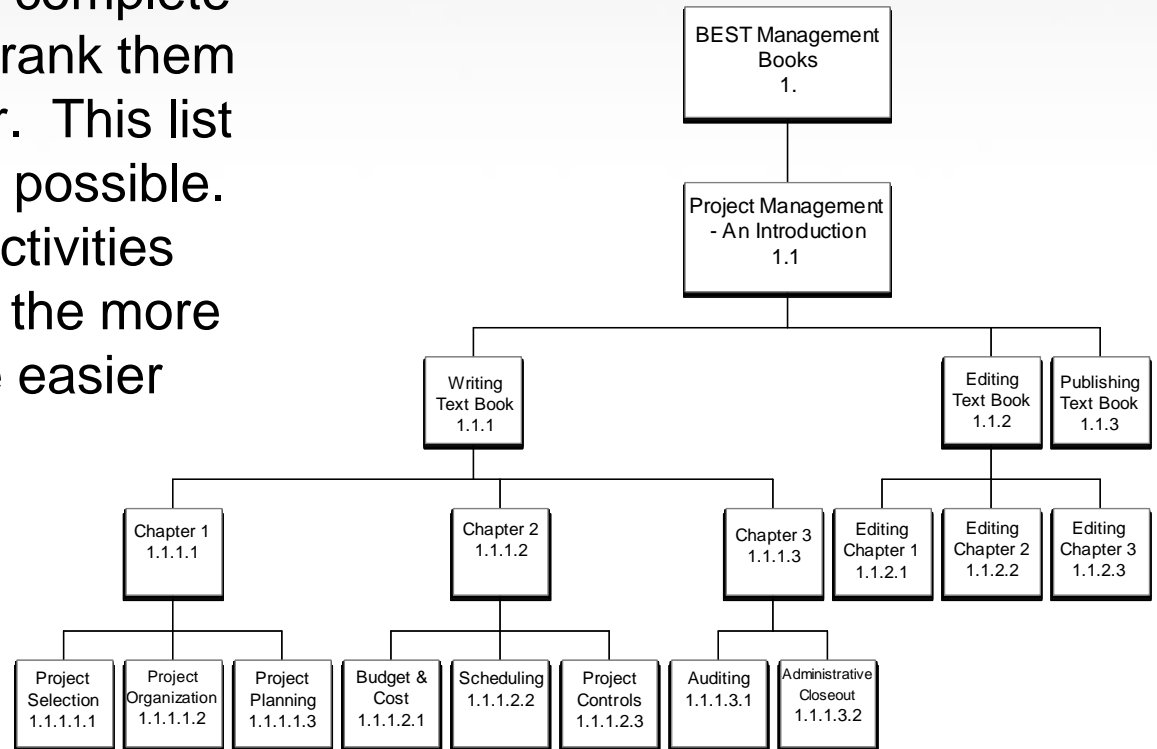 complete
rank them
r.  This list
possible.
ctivities
the more
e easier
BEST Management
Books
1.
Project Management
- An Introduction
1.1
Writing
Text Book
1.1.1
Editing
Text Book
1.1.2
Publishing
Text Book
1.1.3
Chapter 1
1.1.1.1
Chapter 2
1.1.1.2
Chapter 3
1.1.1.3
Editing
Chapter 1
1.1.2.1
Editing
Chapter 2
1.1.2.2
Editing
Chapter 3
1.1.2.3
Project
Selection
1.1.1.1.1
Project
Organization
1.1.1.1.2
Project
Planning
1.1.1.1.3
Budget &
Cost
1.1.1.2.1
Scheduling
1.1.1.2.2
Project
Controls
1.1.1.2.3
Auditing
1.1.1.3.1
Administrative
Closeout
1.1.1.3.2